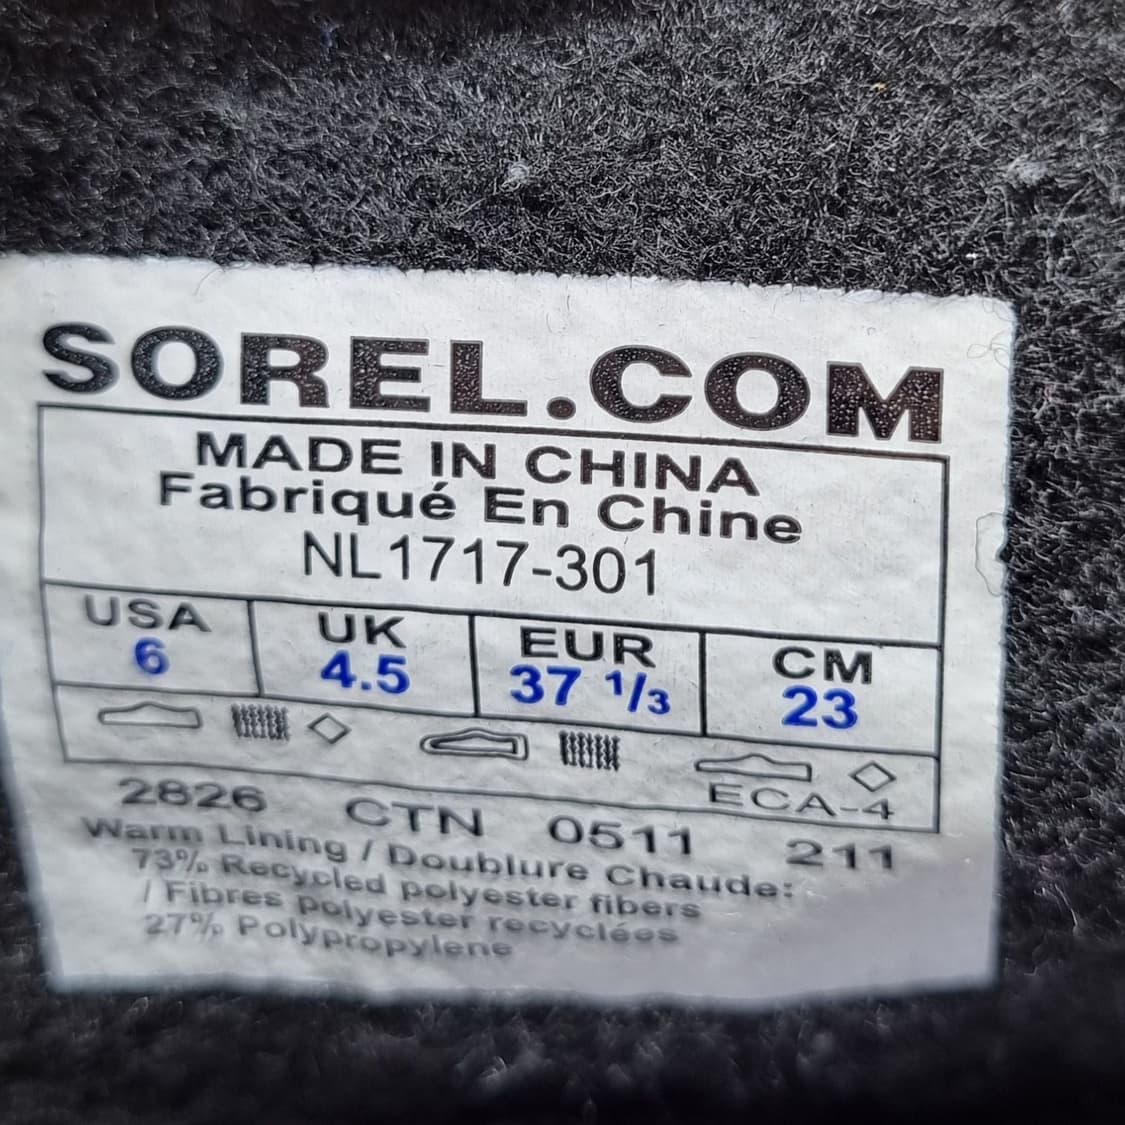 SOREL.COM
MADE IN CHINA
Fabriqué En Chine
NL1717-301
USA UK EUR CM
6 4.5 37 1/3 23
ECA-4
2826 CTN 0511 211
Warm Lining / Doublure Chaude:
73% Recycled polyester fibers
/ Fibres polyester recyclées
27% Polypropylene